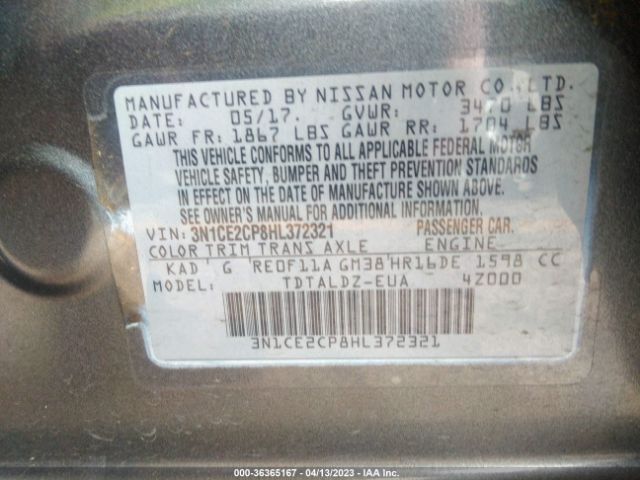 MANUFACTURED BY NISSAN MOTOR CO., LTD.
DATE: 05/17. GVWR: 3470 LBS
GAWR FR: 1867 LBS GAWR RR: 1704 LBS
THIS VEHICLE CONFORMS TO ALL APPLICABLE FEDERAL MOTOR
VEHICLE SAFETY, BUMPER AND THEFT PREVENTION STANDARDS
IN EFFECT ON THE DATE OF MANUFACTURE SHOWN ABOVE.
SEE OWNER'S MANUAL FOR ADDITIONAL INFORMATION.
VIN: 3N1CE2CP8HL372321 PASSENGER CAR.
COLOR TRIM TRANS AXLE ENGINE
KAD G RE0F11A GM38 HR16DE 1598 CC
MODEL: TDTALDZ-EUA 4Z000
3N1CE2CP8HL372321
000-36365167 - 04/13/2023 - IAA Inc.